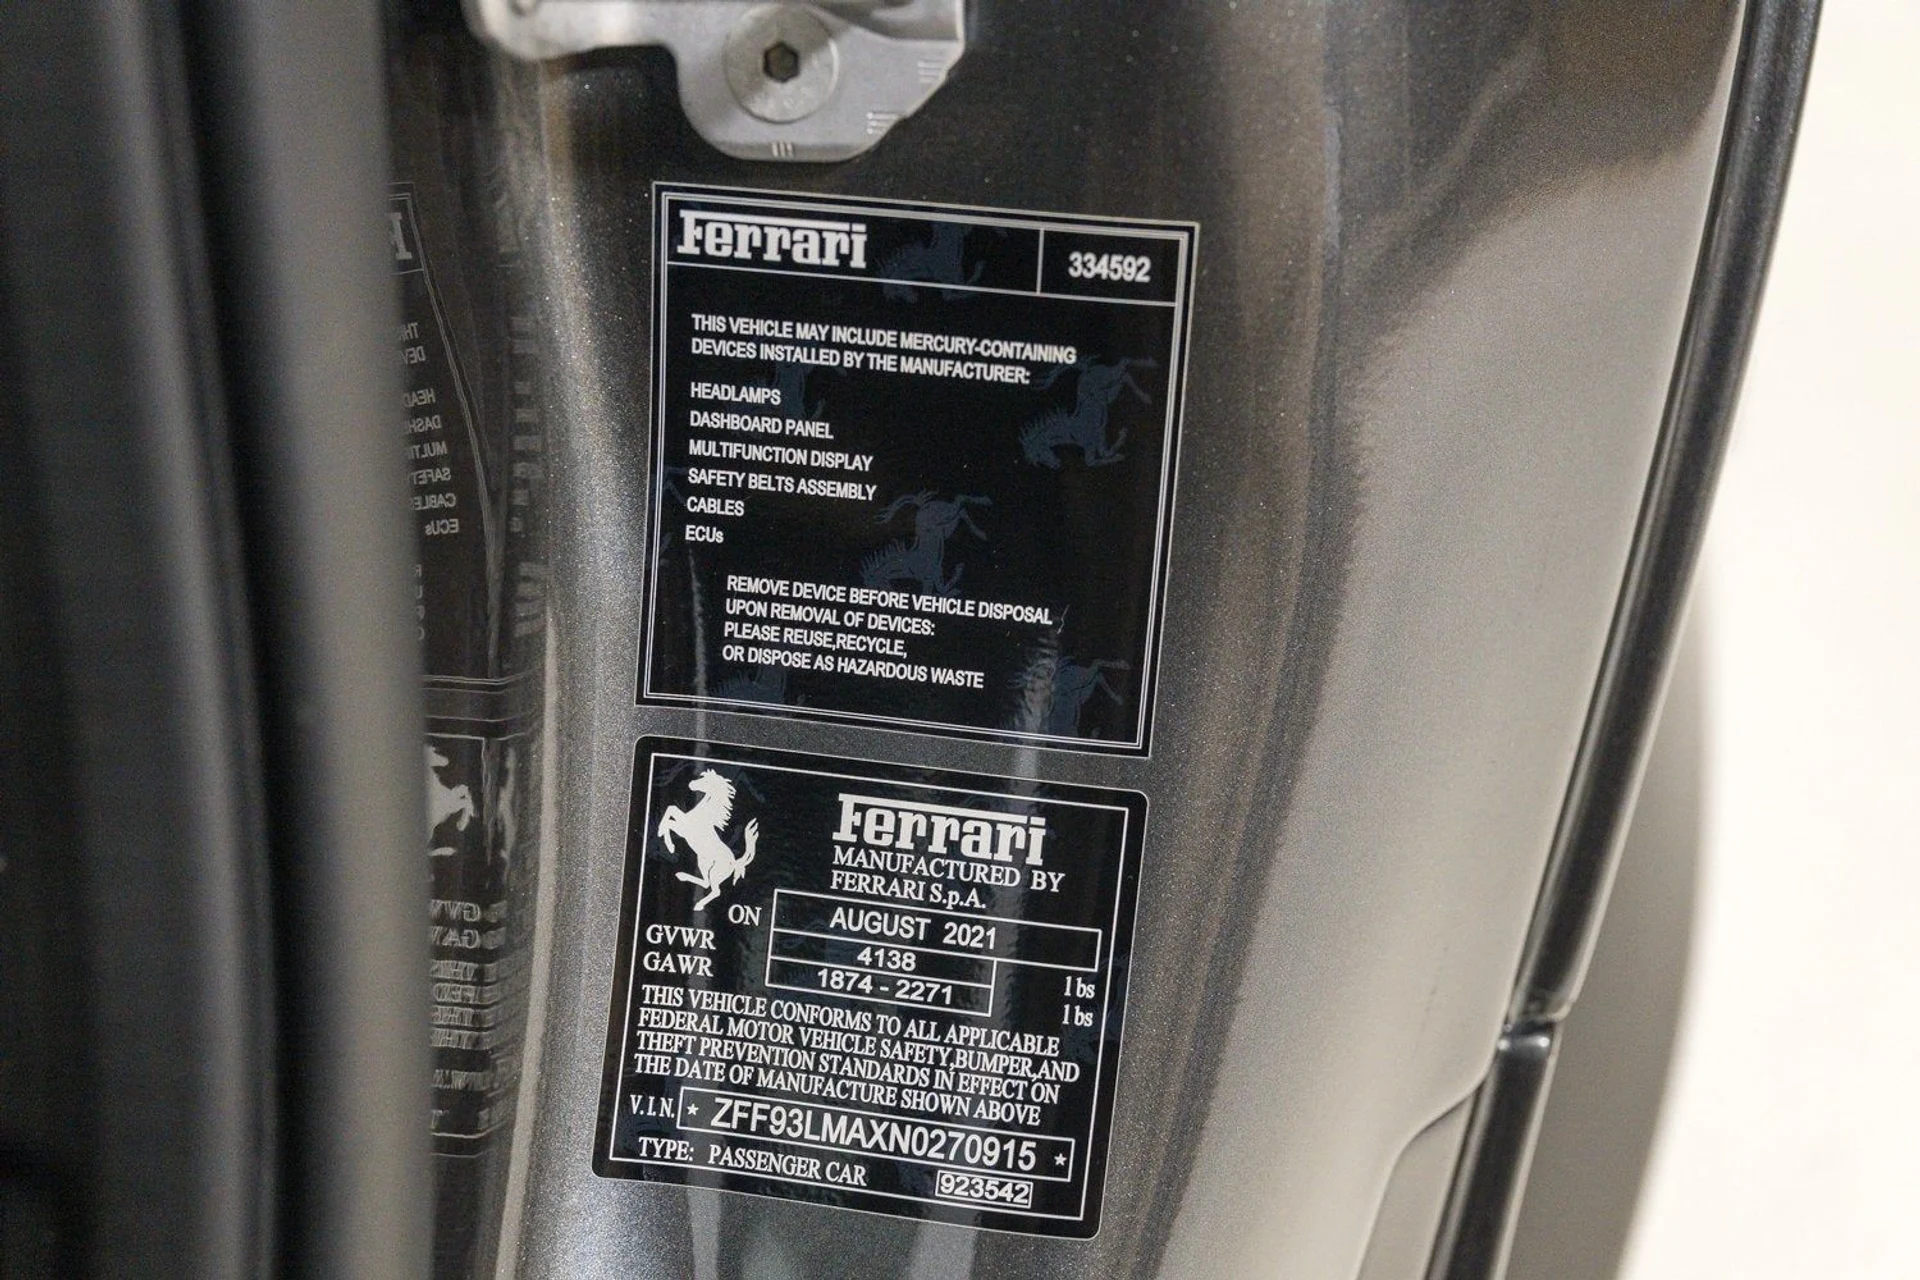 Ferrari 334592
THIS VEHICLE MAY INCLUDE MERCURY-CONTAINING
DEVICES INSTALLED BY THE MANUFACTURER:
HEADLAMPS
DASHBOARD PANEL
MULTIFUNCTION DISPLAY
SAFETY BELTS ASSEMBLY
CABLES
ECUs
REMOVE DEVICE BEFORE VEHICLE DISPOSAL
UPON REMOVAL OF DEVICES:
PLEASE REUSE,RECYCLE,
OR DISPOSE AS HAZARDOUS WASTE
Ferrari
MANUFACTURED BY
FERRARI S.p.A.
ON AUGUST 2021
GVWR 4138 lbs
GAWR 1874 - 2271 lbs
THIS VEHICLE CONFORMS TO ALL APPLICABLE
FEDERAL MOTOR VEHICLE SAFETY,BUMPER,AND
THEFT PREVENTION STANDARDS IN EFFECT ON
THE DATE OF MANUFACTURE SHOWN ABOVE
V.I.N. * ZFF93LMAXN0270915 *
TYPE: PASSENGER CAR 923542